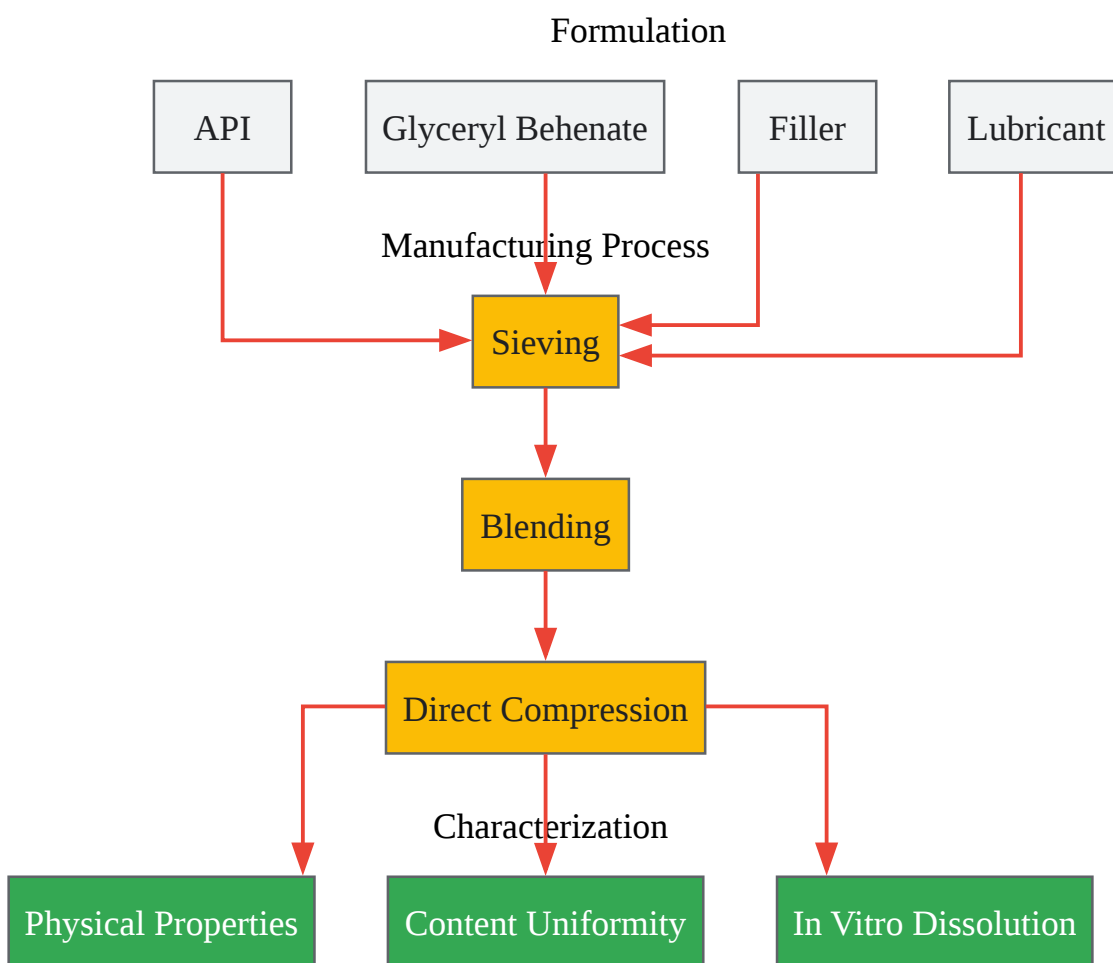 Formulation
API
Glyceryl Behenate
Filler
Lubricant
Manufacturing Process
Sieving
Blending
Direct Compression
Characterization
Physical Properties
Content Uniformity
In Vitro Dissolution